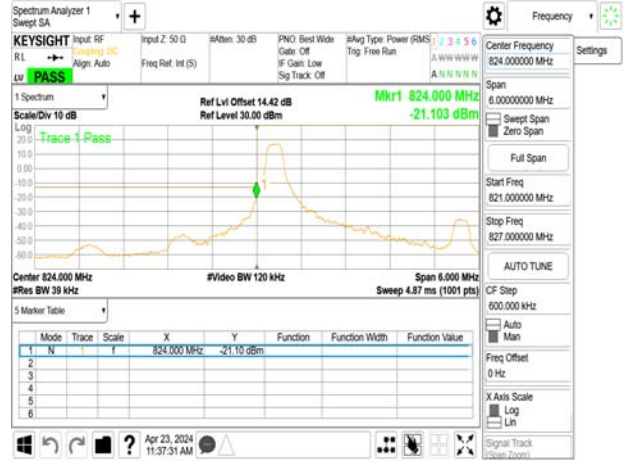 Spectrum Analyzer 1
Swept SA
+
Frequency
KEYSIGHT
RL
PASS
Input: RF
Coupling: DC
Align: Auto
Input Z: 50 Ω
Freq Ref: Int (S)
#Atten: 30 dB
PNO: Best Wide
Gate: Off
IF Gain: Low
Sig Track: Off
#Avg Type: Power (RMS
Trig: Free Run
1 2 3 4 5 6
A W W W W W
A N N N N N
1 Spectrum
Scale/Div 10 dB
Ref Lvl Offset 14.42 dB
Ref Level 30.00 dBm
Mkr1 824.000 MHz
-21.103 dBm
Log
Trace 1 Pass
20.0
10.0
0.00
-10.0
-20.0
-30.0
-40.0
-50.0
-60.0
1
Center 824.000 MHz
#Res BW 39 kHz
#Video BW 120 kHz
Span 6.000 MHz
Sweep 4.87 ms (1001 pts)
5 Marker Table
Mode Trace Scale X Y Function Function Width Function Value
1 N 1 f 824.000 MHz -21.10 dBm
2
3
4
5
6
Apr 23, 2024
11:37:31 AM
Center Frequency
824.000000 MHz
Settings
Span
6.00000000 MHz
Swept Span
Zero Span
Full Span
Start Freq
821.000000 MHz
Stop Freq
827.000000 MHz
AUTO TUNE
CF Step
600.000 kHz
Auto
Man
Freq Offset
0 Hz
X Axis Scale
Log
Lin
Signal Track
(Span Zoom)